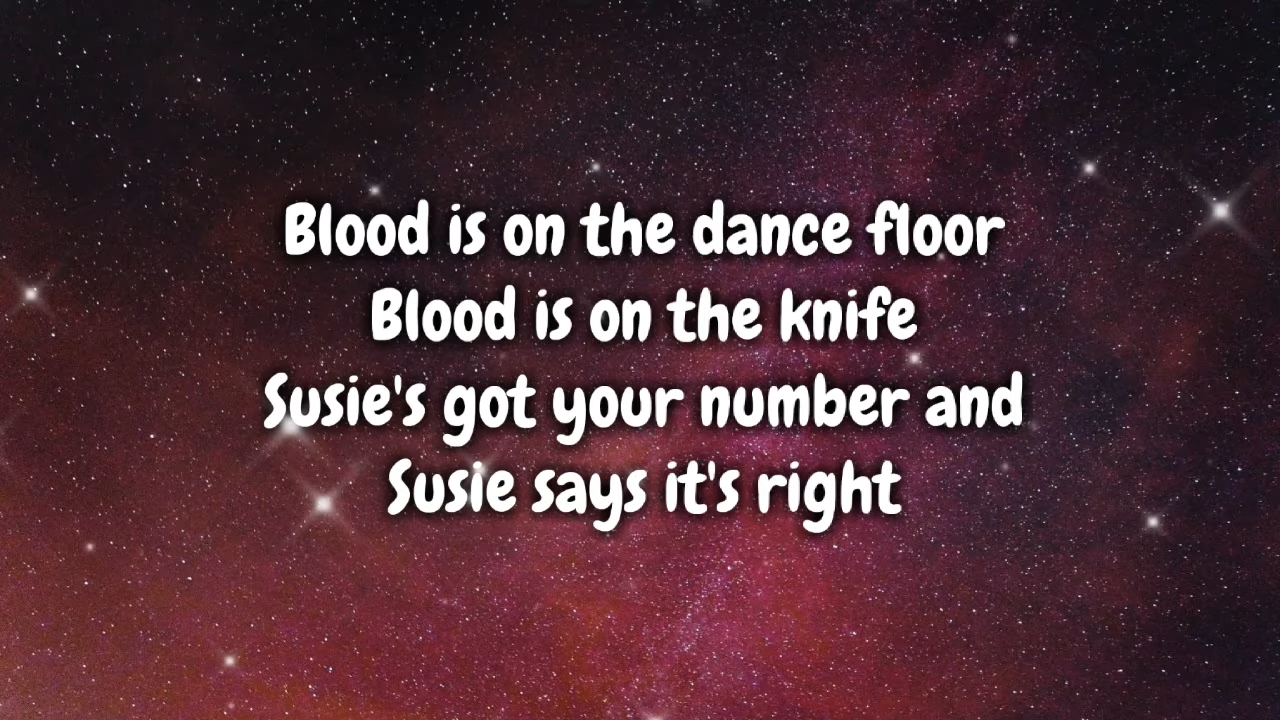 Blood is on the dance floor
Blood is on the knife
Susie's got your number and
Susie says it's right